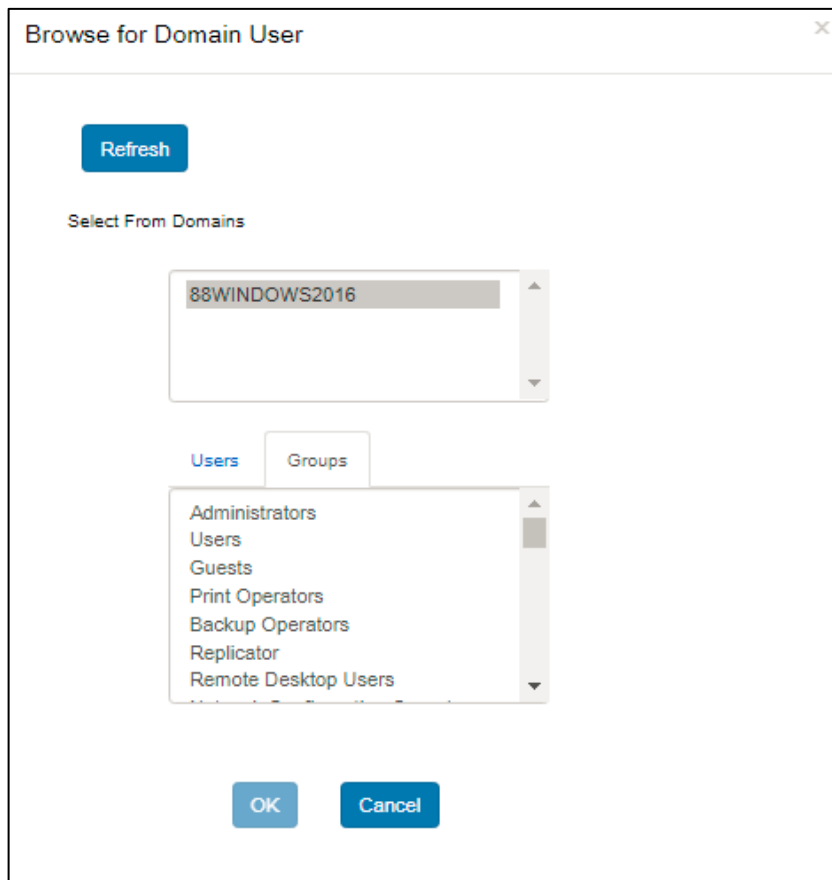 Browse for Domain User
Refresh
Select From Domains
88WINDOWS2016
Users Groups
Administrators
Users
Guests
Print Operators
Backup Operators
Replicator
Remote Desktop Users
OK Cancel